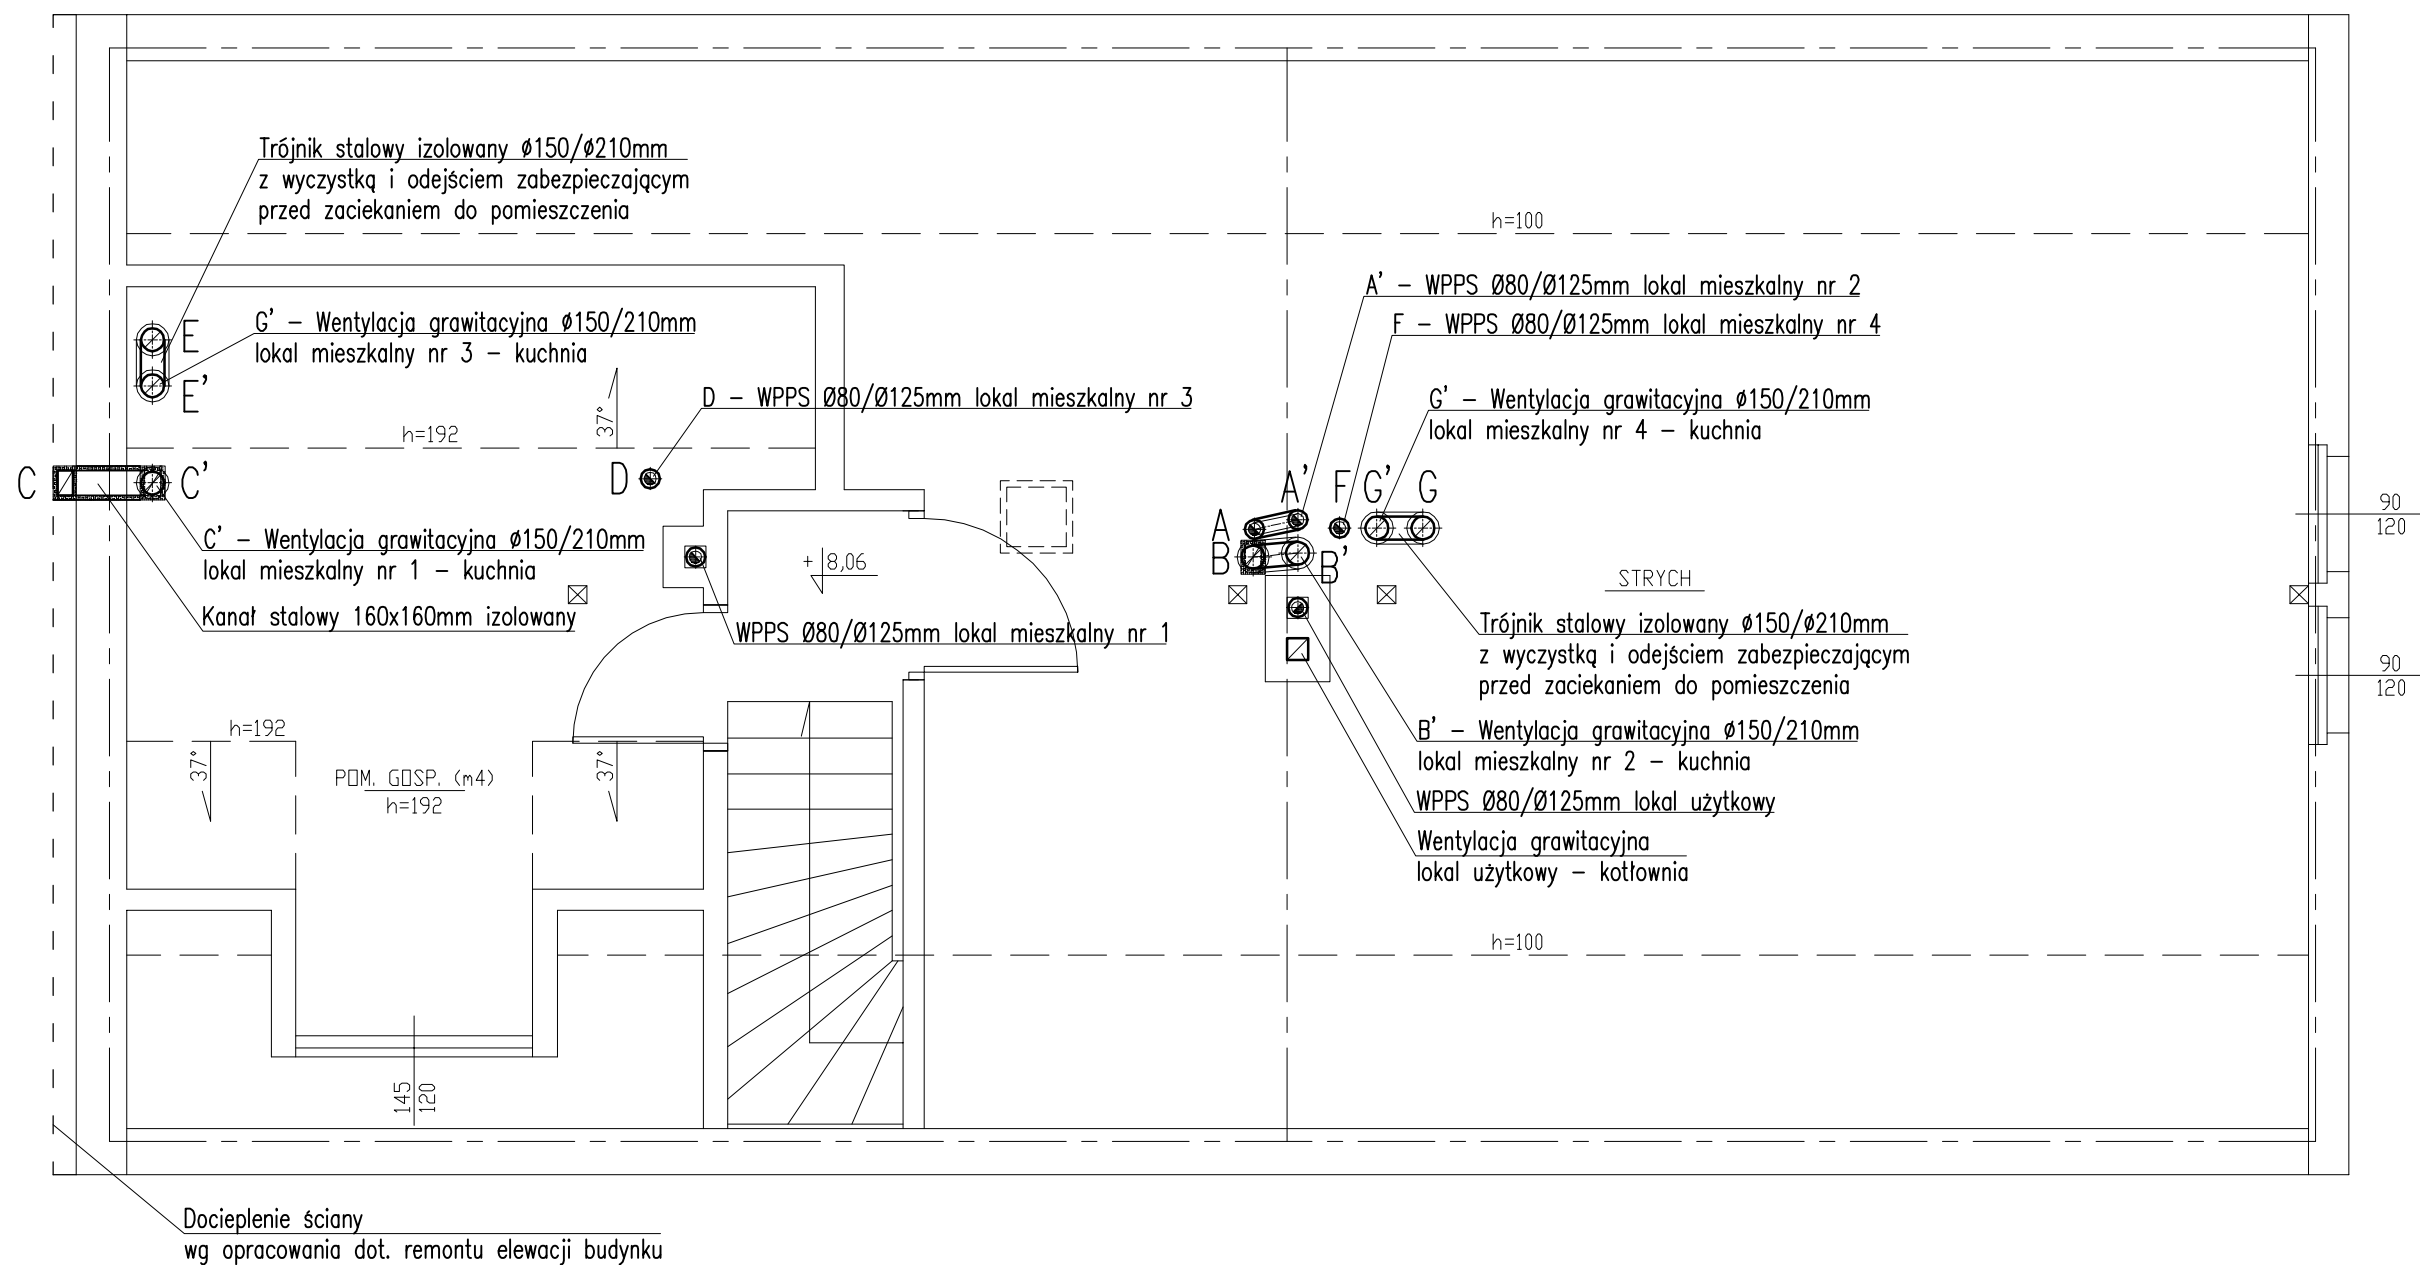 Trójnik stalowy izolowany ø150/ø210mm
z wyczystką i odejściem zabezpieczającym
przed zaciekaniem do pomieszczenia
h=100
A' – WPPS Ø80/Ø125mm lokal mieszkalny nr 2
F – WPPS Ø80/Ø125mm lokal mieszkalny nr 4
E
E'
G' – Wentylacja grawitacyjna ø150/210mm
lokal mieszkalny nr 3 – kuchnia
37°
D – WPPS Ø80/Ø125mm lokal mieszkalny nr 3
G' – Wentylacja grawitacyjna ø150/210mm
lokal mieszkalny nr 4 – kuchnia
h=192
C
C'
D
A'
F
G'
G
A
B
B'
90
120
C' – Wentylacja grawitacyjna ø150/210mm
lokal mieszkalny nr 1 – kuchnia
Kanał stalowy 160x160mm izolowany
+ 8,06
WPPS Ø80/Ø125mm lokal mieszkalny nr 1
STRYCH
Trójnik stalowy izolowany ø150/ø210mm
z wyczystką i odejściem zabezpieczającym
przed zaciekaniem do pomieszczenia
90
120
h=192
37°
POM. GOSP. (m4)
h=192
37°
B' – Wentylacja grawitacyjna ø150/210mm
lokal mieszkalny nr 2 – kuchnia
WPPS Ø80/Ø125mm lokal użytkowy
Wentylacja grawitacyjna
lokal użytkowy – kotłownia
h=100
145
120
Docieplenie ściany
wg opracowania dot. remontu elewacji budynku